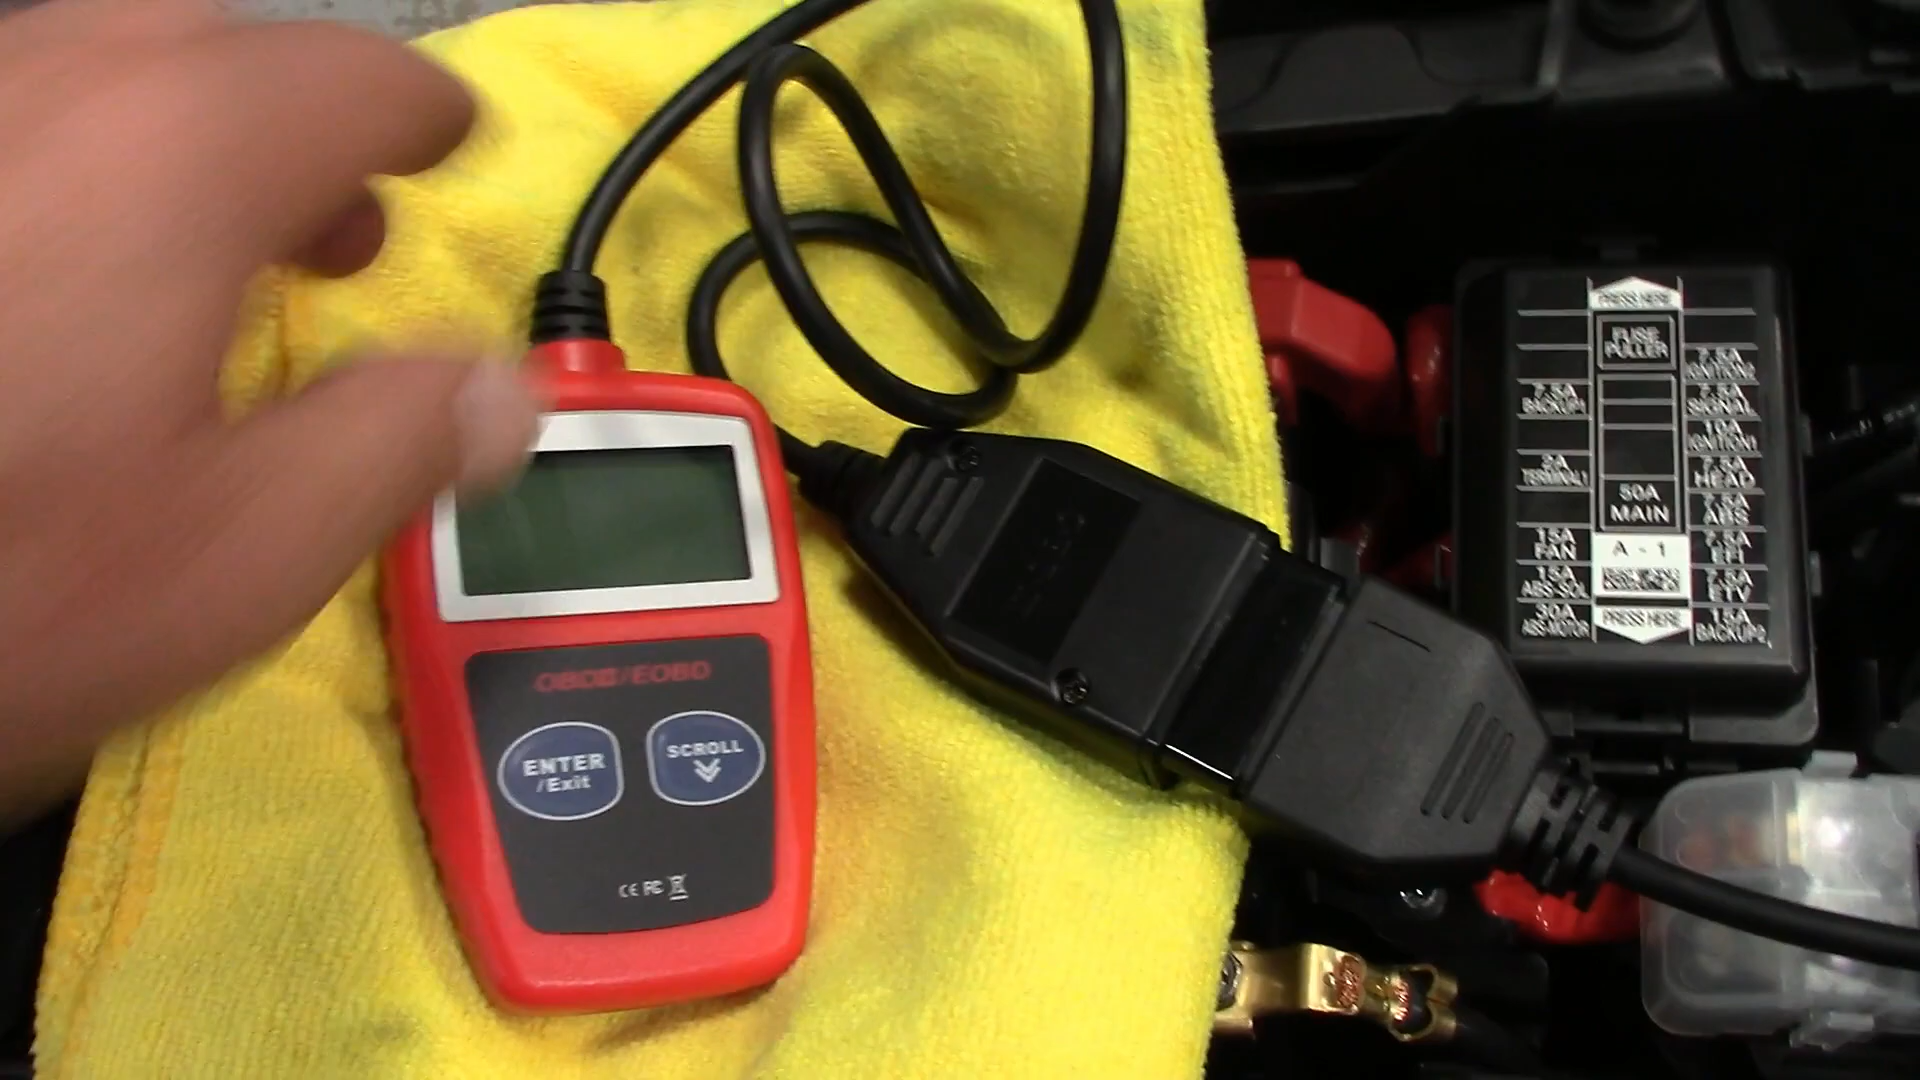 OBDII/EOBD
ENTER
/Exit
SCROLL
CE FC
PRESS HERE
FUSE
PULLER
7.5A
BACKUP1
2A
TERMINAL1
15A
FAN
15A
ABS-SOL
30A
ABS-MOTOR
50A
MAIN
A - 1
PRESS HERE
7.5A
IGNITION2
7.5A
SIGNAL
10A
IGNITION1
7.5A
HEAD
7.5A
ABS
7.5A
EFI
7.5A
ETV
15A
BACKUP2